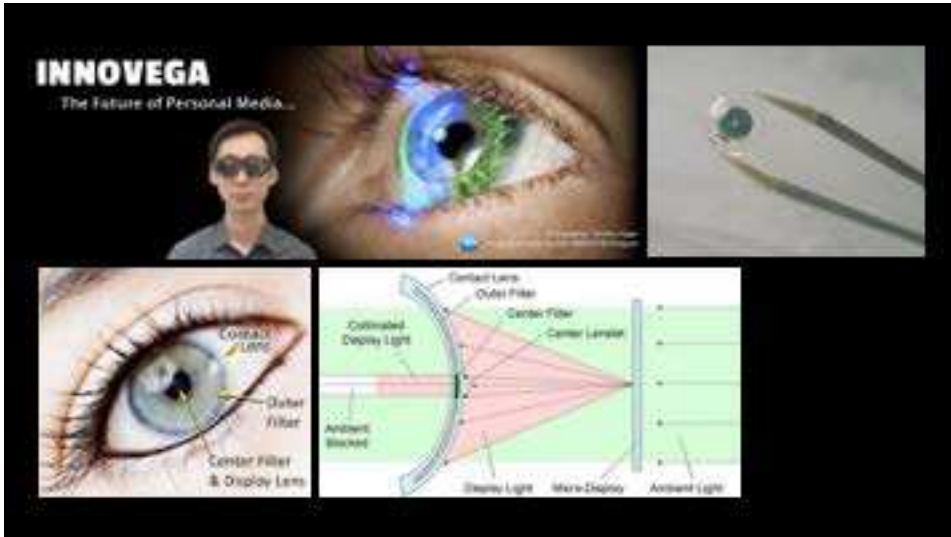 INNOVEGA
The Future of Personal Media...
Contact
Lens
Outer
Filter
Center Filter
& Display Lens
Contact Lens
Outer Filter
Center Filter
Center Lenslet
Collimated
Display Light
Ambient
Blocked
Display Light
Micro-Display
Ambient Light